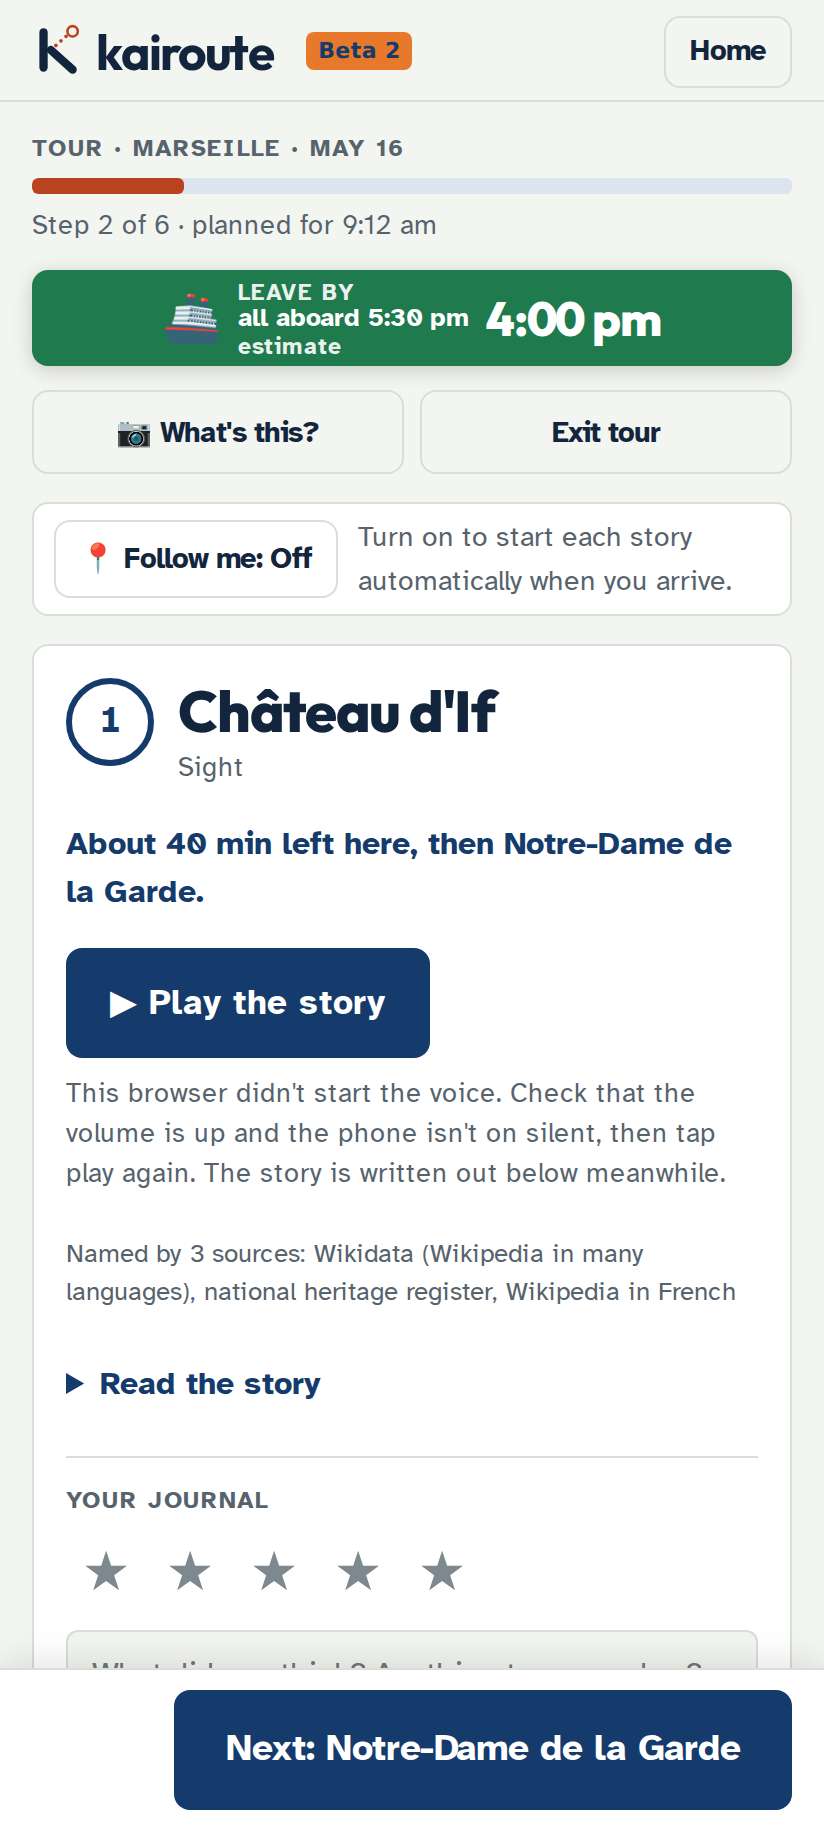 kairoute
Beta 2
Home
TOUR · MARSEILLE · MAY 16
Step 2 of 6 · planned for 9:12 am
LEAVE BY
all aboard 5:30 pm
estimate
4:00 pm
What's this?
Exit tour
Follow me: Off
Turn on to start each story
automatically when you arrive.
1
Château d'If
Sight
About 40 min left here, then Notre-Dame de
la Garde.
▶ Play the story
This browser didn't start the voice. Check that the
volume is up and the phone isn't on silent, then tap
play again. The story is written out below meanwhile.
Named by 3 sources: Wikidata (Wikipedia in many
languages), national heritage register, Wikipedia in French
Read the story
YOUR JOURNAL
Next: Notre-Dame de la Garde